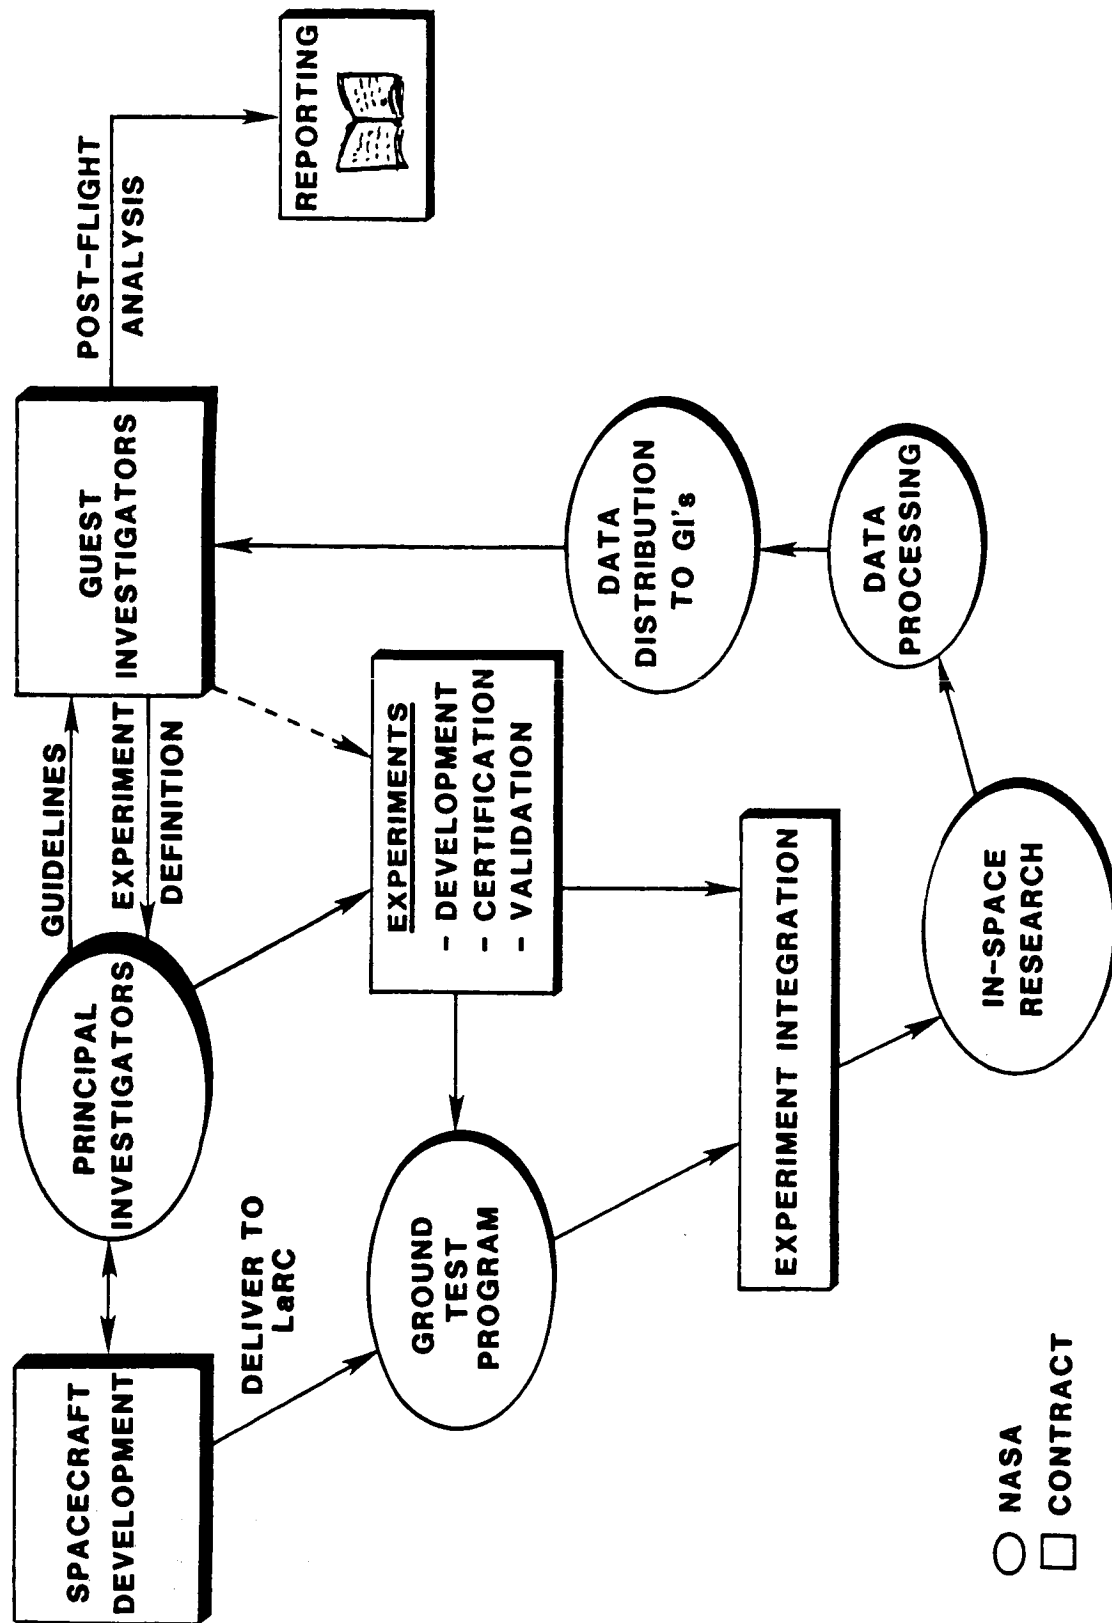 SPACECRAFT
DEVELOPMENT
PRINCIPAL
INVESTIGATORS
GUIDELINES
EXPERIMENT
DEFINITION
GUEST
INVESTIGATORS
POST-FLIGHT
ANALYSIS
REPORTING
DELIVER TO
LaRC
GROUND
TEST
PROGRAM
EXPERIMENTS
- DEVELOPMENT
- CERTIFICATION
- VALIDATION
DATA
DISTRIBUTION
TO GI's
EXPERIMENT INTEGRATION
DATA
PROCESSING
IN-SPACE
RESEARCH
NASA
CONTRACT